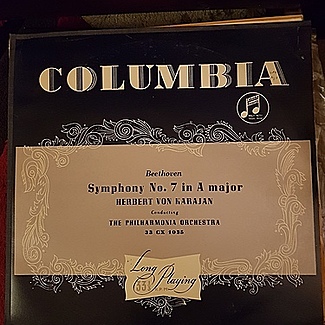 COLUMBIA
Beethoven
Symphony No. 7 in A major
HERBERT VON KARAJAN
Conducting
THE PHILHARMONIA ORCHESTRA
33 CX 1035
Long
33⅓
Playing